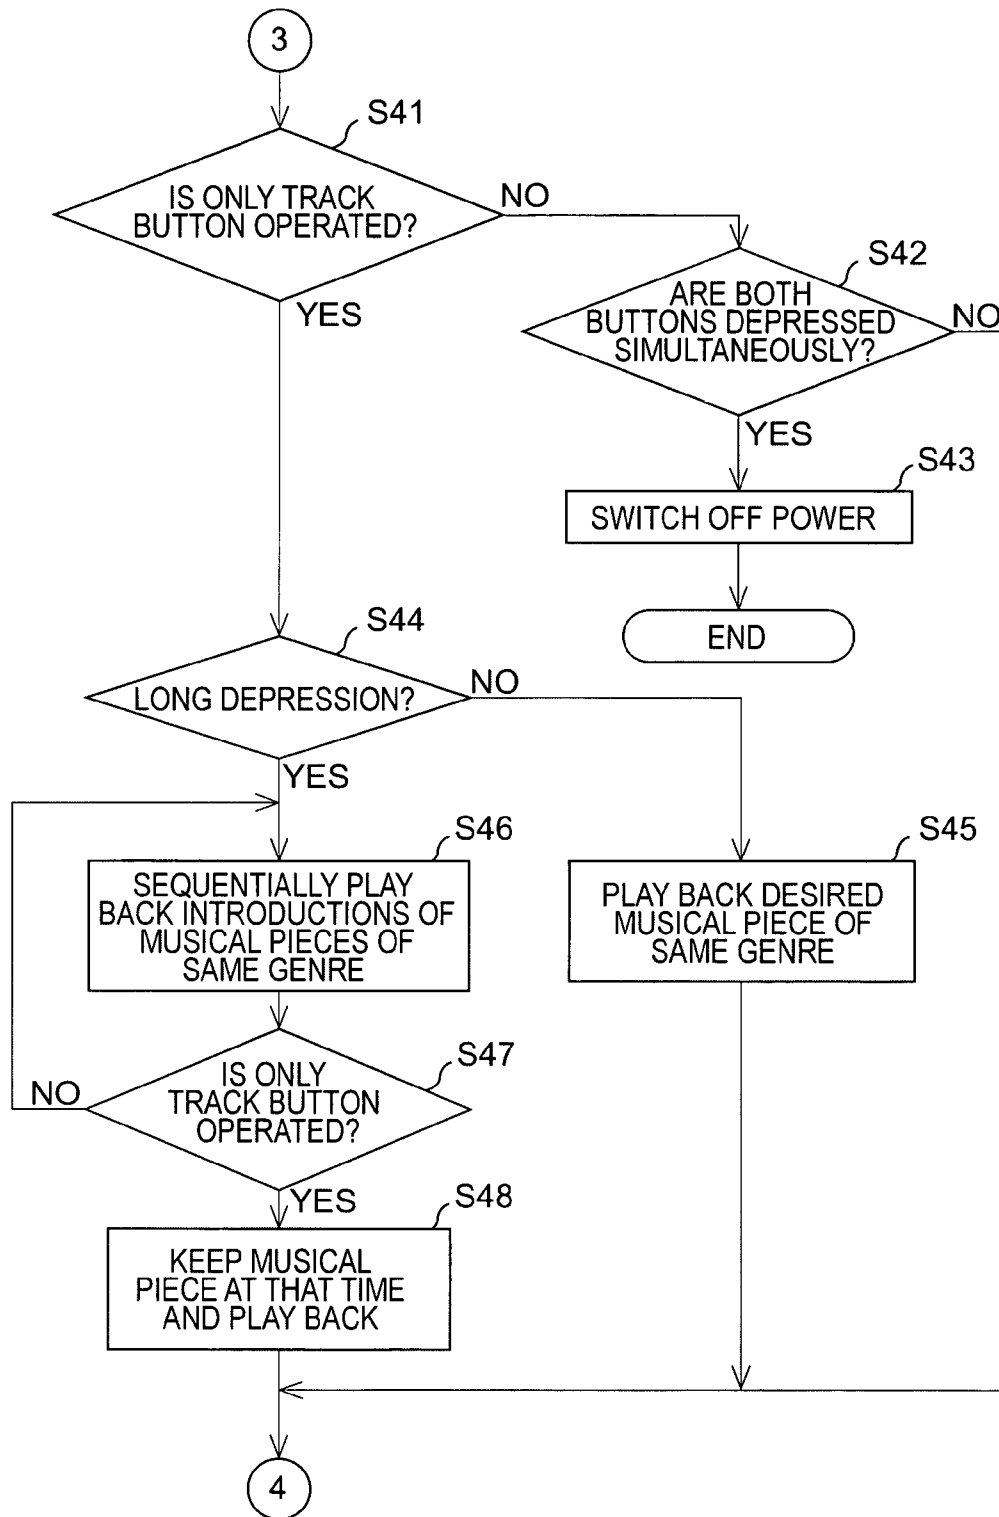 3
S41
IS ONLY TRACK
BUTTON OPERATED?
NO
YES
S42
ARE BOTH
BUTTONS DEPRESSED
SIMULTANEOUSLY?
NO
YES
S43
SWITCH OFF POWER
END
S44
LONG DEPRESSION?
NO
YES
S46
SEQUENTIALLY PLAY
BACK INTRODUCTIONS OF
MUSICAL PIECES OF
SAME GENRE
S45
PLAY BACK DESIRED
MUSICAL PIECE OF
SAME GENRE
S47
IS ONLY
TRACK BUTTON
OPERATED?
NO
YES
S48
KEEP MUSICAL
PIECE AT THAT TIME
AND PLAY BACK
4